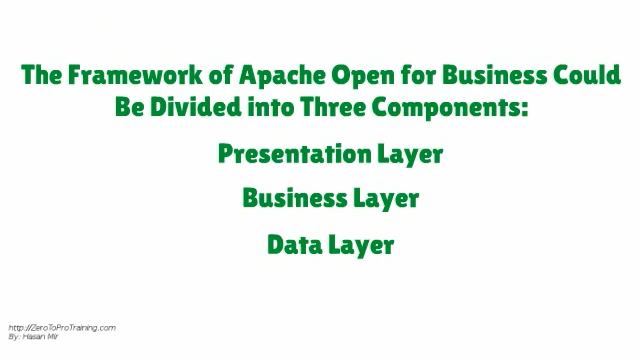 The Framework of Apache Open for Business Could
Be Divided into Three Components:
Presentation Layer
Business Layer
Data Layer
http://ZeroToProTraining.com
By: Hasan Mir